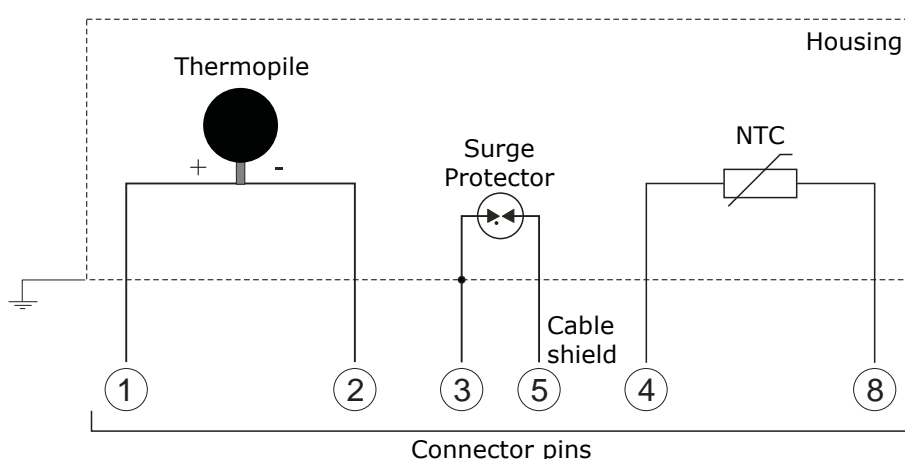 Housing
Thermopile
+ -
Surge
Protector
NTC
Cable
shield
1 2 3 5 4 8
Connector pins